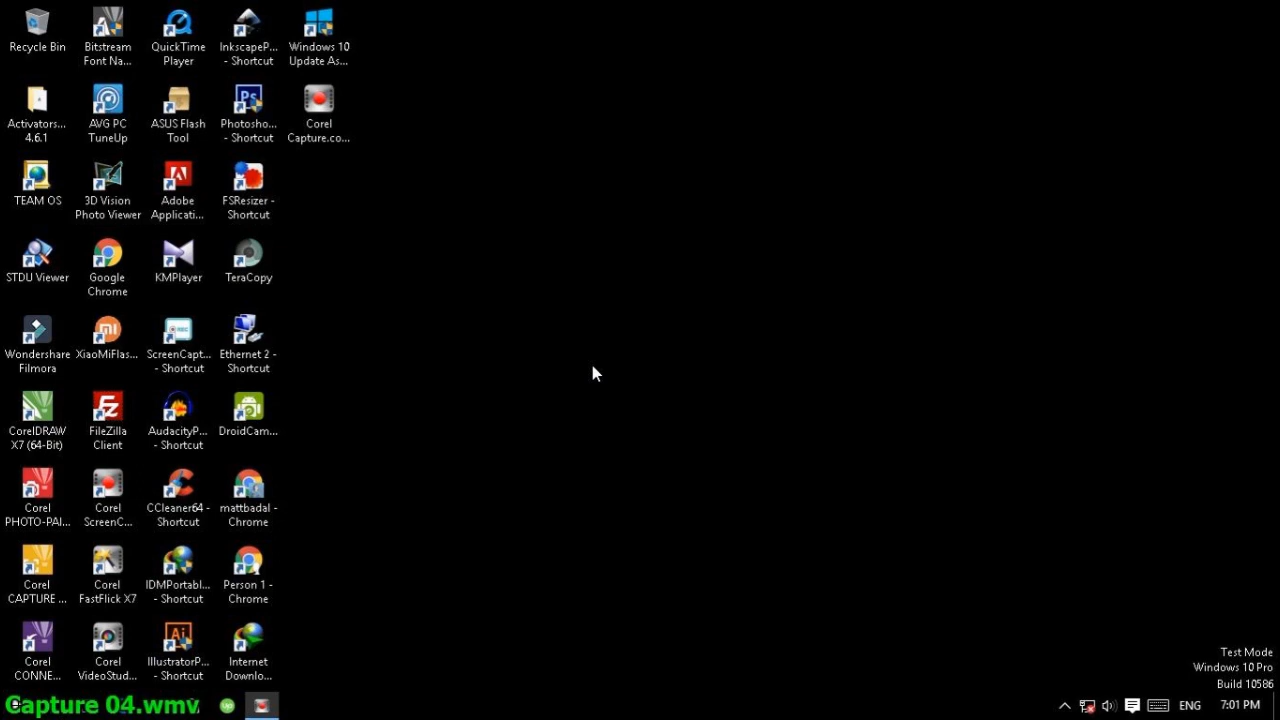 Recycle Bin
Bitstream
Font Na...
QuickTime
Player
InkscapeP...
- Shortcut
Windows 10
Update As...
Activators...
4.6.1
AVG PC
TuneUp
ASUS Flash
Tool
Ps
Photosho...
- Shortcut
Corel
Capture.co...
TEAM OS
3D Vision
Photo Viewer
Adobe
Applicati...
FSResizer -
Shortcut
STDU Viewer
Google
Chrome
KMPlayer
TeraCopy
Wondershare
Filmora
XiaoMiFlas...
REC
ScreenCapt...
- Shortcut
Ethernet 2 -
Shortcut
CorelDRAW
X7 (64-Bit)
FZ
FileZilla
Client
AudacityP...
- Shortcut
DroidCam...
Corel
PHOTO-PAI...
Corel
ScreenC...
CCleaner64 -
Shortcut
mattbadal -
Chrome
Corel
CAPTURE ...
Corel
FastFlick X7
IDMPortabl...
- Shortcut
Person 1 -
Chrome
Corel
CONNE...
Corel
VideoStud...
Ai
IllustratorP...
- Shortcut
Internet
Downlo...
Test Mode
Windows 10 Pro
Build 10586
Capture 04.wmv
Up
ENG
7:01 PM